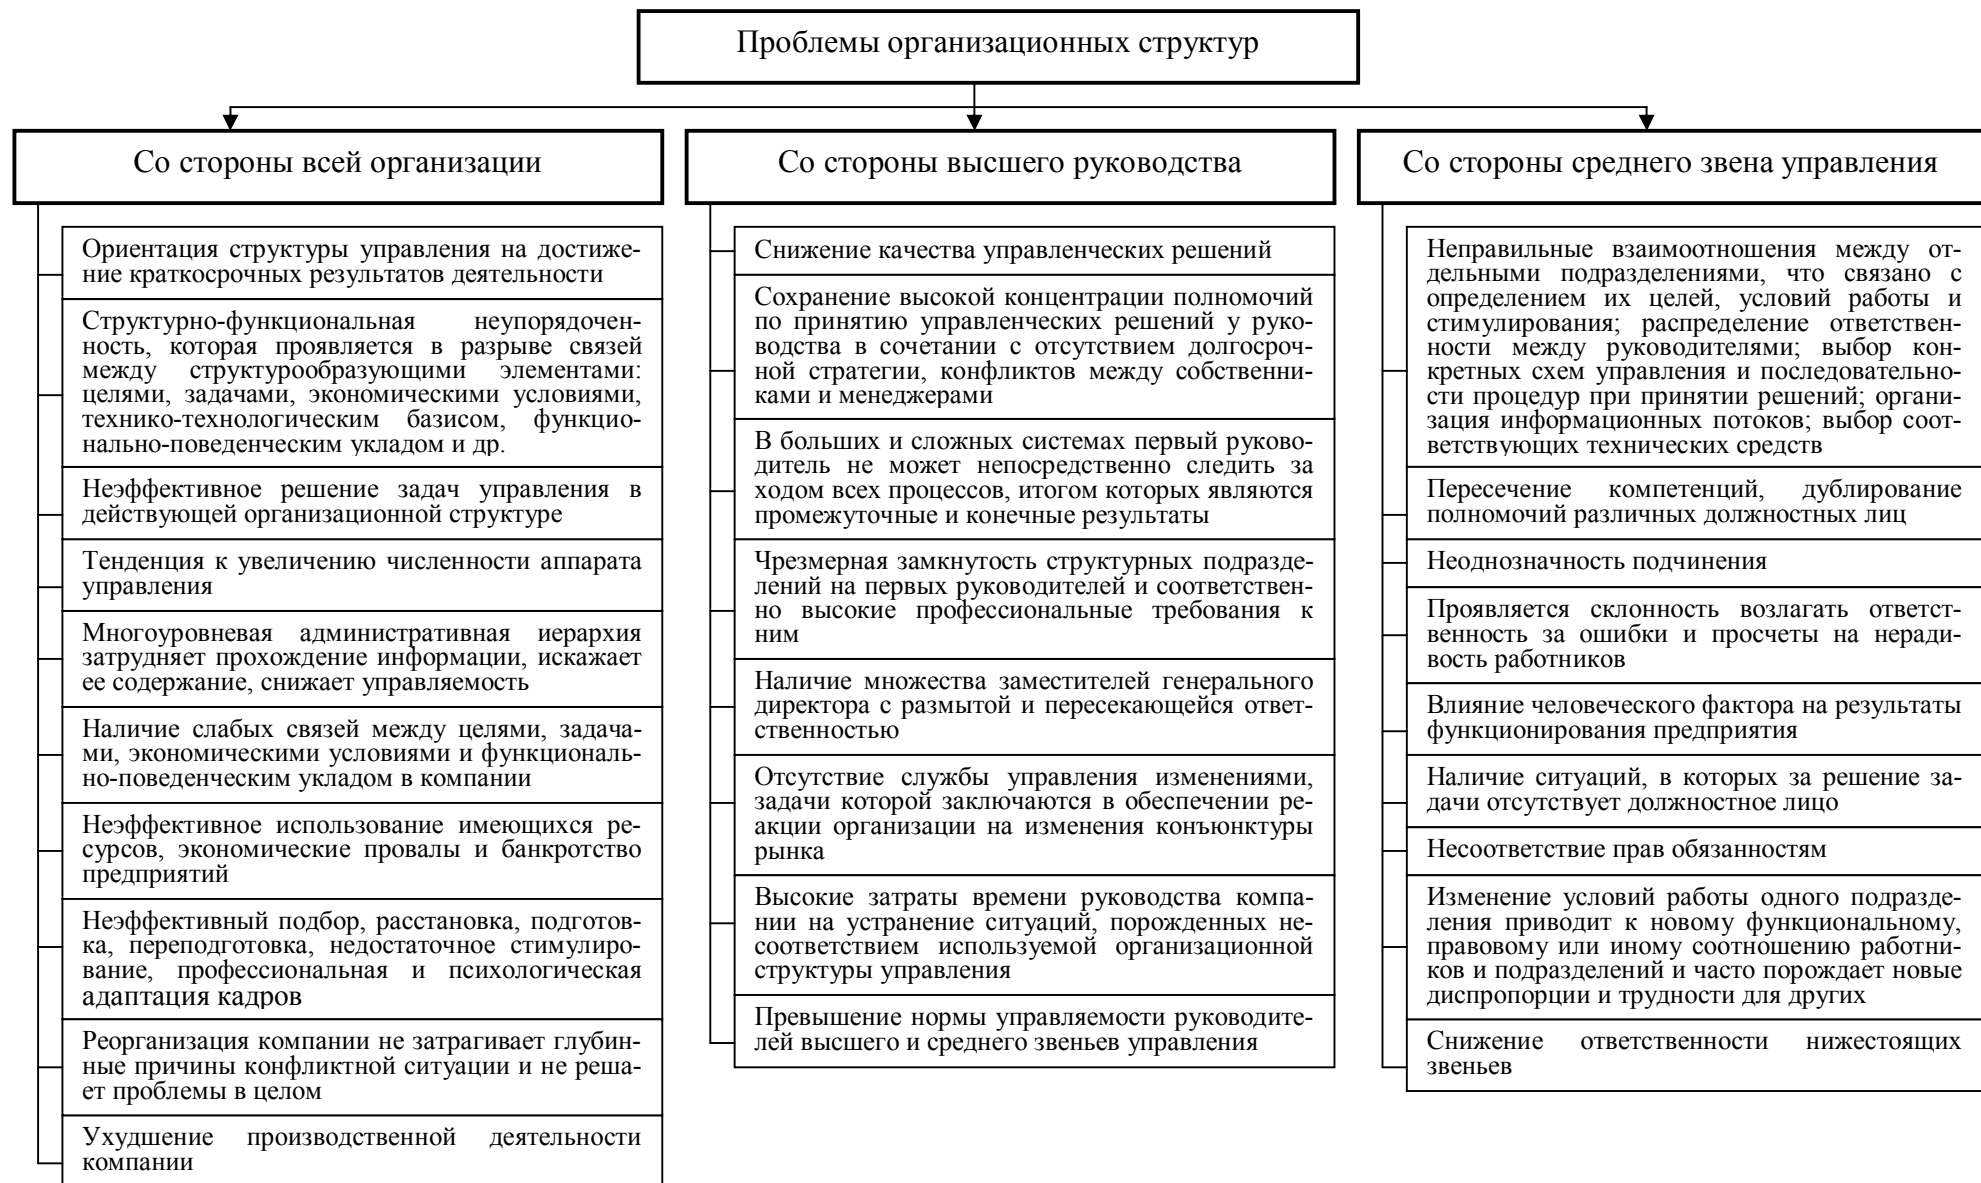 Проблемы организационных структур
Со стороны всей организации
Ориентация структуры управления на достиже-
ние краткосрочных результатов деятельности
Структурно-функциональная неупорядочен-
ность, которая проявляется в разрыве связей
между структурообразующими элементами:
целями, задачами, экономическими условиями,
технико-технологическим базисом, функцио-
нально-поведенческим укладом и др.
Неэффективное решение задач управления в
действующей организационной структуре
Тенденция к увеличению численности аппарата
управления
Многоуровневая административная иерархия
затрудняет прохождение информации, искажает
ее содержание, снижает управляемость
Наличие слабых связей между целями, задача-
ми, экономическими условиями и функциональ-
но-поведенческим укладом в компании
Неэффективное использование имеющихся ре-
сурсов, экономические провалы и банкротство
предприятий
Неэффективный подбор, расстановка, подготов-
ка, переподготовка, недостаточное стимулиро-
вание, профессиональная и психологическая
адаптация кадров
Реорганизация компании не затрагивает глубин-
ные причины конфликтной ситуации и не реша-
ет проблемы в целом
Ухудшение производственной деятельности
компании
Со стороны высшего руководства
Снижение качества управленческих решений
Сохранение высокой концентрации полномочий
по принятию управленческих решений у руко-
водства в сочетании с отсутствием долгосроч-
ной стратегии, конфликтов между собственни-
ками и менеджерами
В больших и сложных системах первый руково-
дитель не может непосредственно следить за
ходом всех процессов, итогом которых являются
промежуточные и конечные результаты
Чрезмерная замкнутость структурных подразде-
лений на первых руководителей и соответствен-
но высокие профессиональные требования к
ним
Наличие множества заместителей генерального
директора с размытой и пересекающейся ответ-
ственностью
Отсутствие службы управления изменениями,
задачи которой заключаются в обеспечении ре-
акции организации на изменения конъюнктуры
рынка
Высокие затраты времени руководства компа-
нии на устранение ситуаций, порожденных не-
соответствием используемой организационной
структуры управления
Превышение нормы управляемости руководите-
лей высшего и среднего звеньев управления
Со стороны среднего звена управления
Неправильные взаимоотношения между от-
дельными подразделениями, что связано с
определением их целей, условий работы и
стимулирования; распределение ответствен-
ности между руководителями; выбор кон-
кретных схем управления и последовательно-
сти процедур при принятии решений; органи-
зация информационных потоков; выбор соот-
ветствующих технических средств
Пересечение компетенций, дублирование
полномочий различных должностных лиц
Неоднозначность подчинения
Проявляется склонность возлагать ответст-
венность за ошибки и просчеты на неради-
вость работников
Влияние человеческого фактора на результаты
функционирования предприятия
Наличие ситуаций, в которых за решение за-
дачи отсутствует должностное лицо
Несоответствие прав обязанностям
Изменение условий работы одного подразде-
ления приводит к новому функциональному,
правовому или иному соотношению работни-
ков и подразделений и часто порождает новые
диспропорции и трудности для других
Снижение ответственности нижестоящих
звеньев